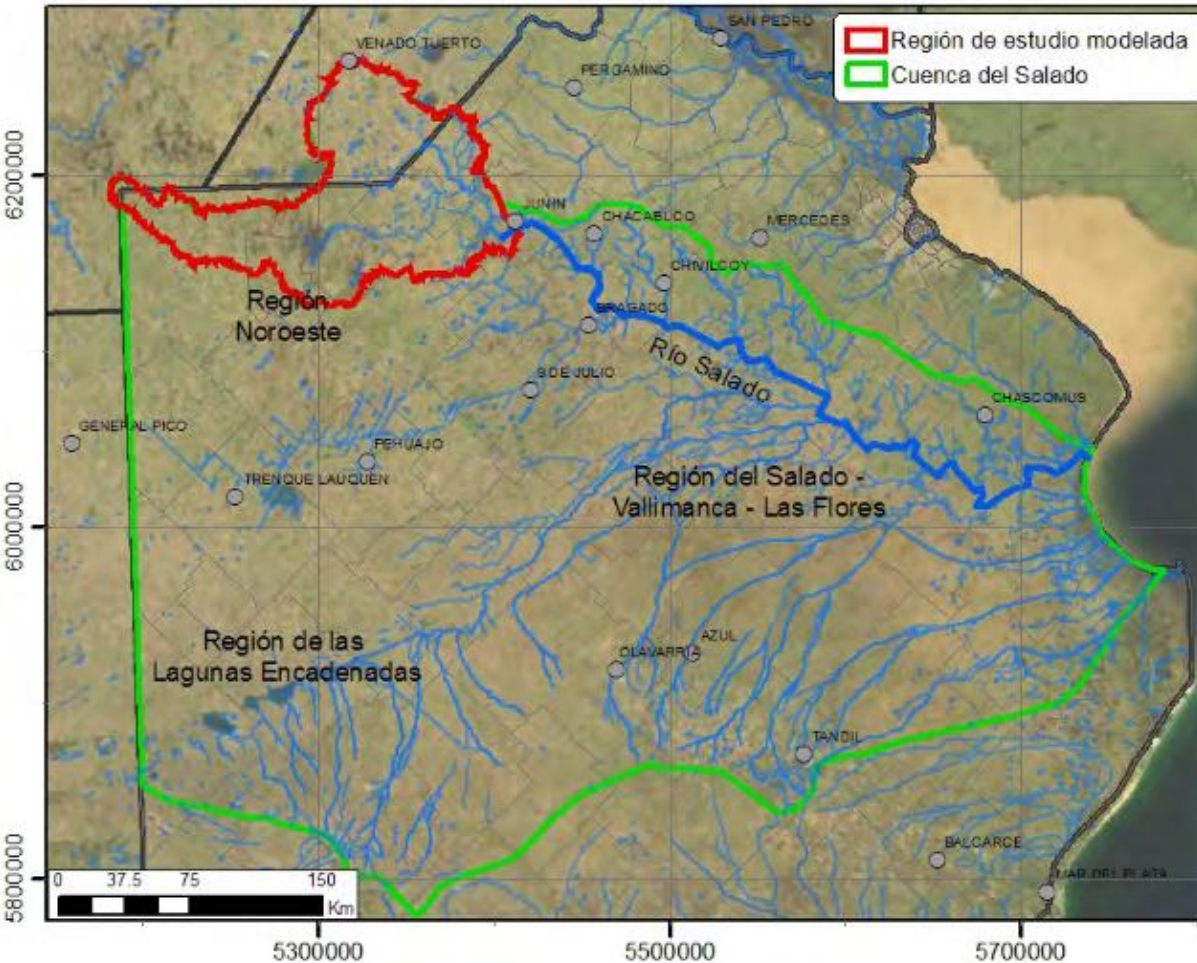 SAN PEDRO
Región de estudio modelada
Cuenca del Salado
VENADO TUERTO
PERGAMINO
6200000
JUNIN
CHACABUCO
MERCEDES
CHIVILCOY
Región
Noroeste
BRAGADO
Río Salado
9 DE JULIO
CHASCOMUS
GENERAL PICO
PEHUAJO
TRENQUE LAUQUEN
Región del Salado -
Vallimanca - Las Flores
6000000
Región de las
Lagunas Encadenadas
AZUL
OLAVARRIA
TANDIL
BALCARCE
MAR DEL PLATA
5800000
0 37.5 75 150
Km
5300000 5500000 5700000